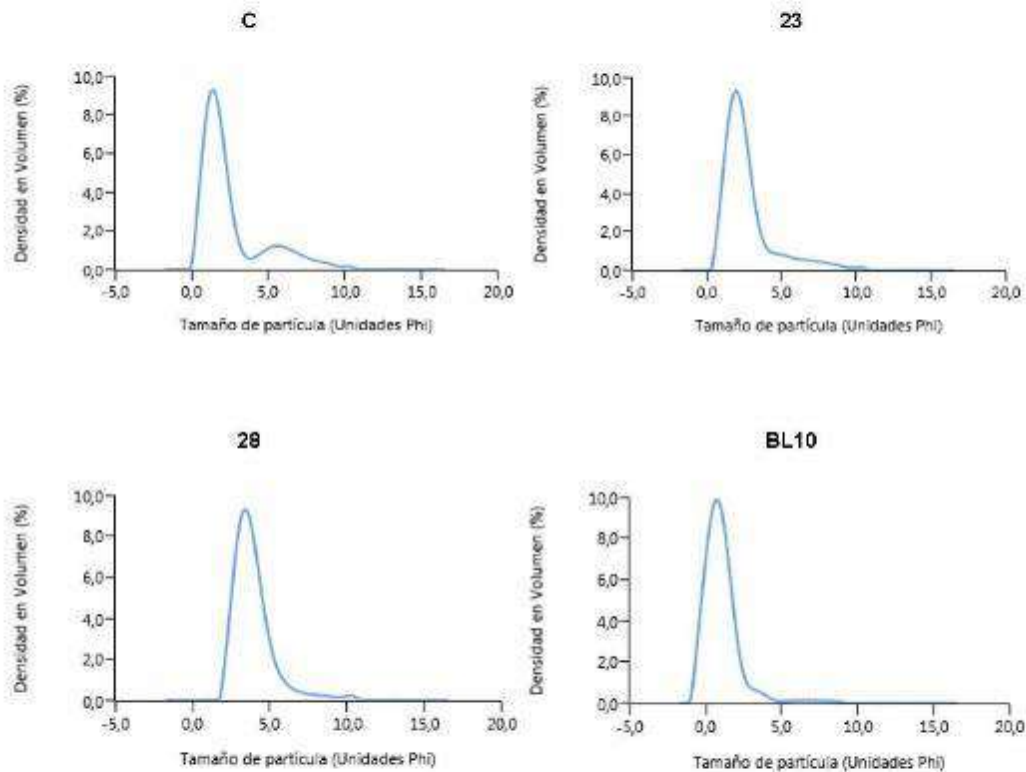 C
Densidad en Volumen (%)
10,0
8,0
6,0
4,0
2,0
0,0
-5,0 0,0 5,0 10,0 15,0 20,0
Tamaño de partícula (Unidades Phi)
23
Densidad en Volumen (%)
10,0
8,0
6,0
4,0
2,0
0,0
-5,0 0,0 5,0 10,0 15,0 20,0
Tamaño de partícula (Unidades Phi)
28
Densidad en Volumen (%)
10,0
8,0
6,0
4,0
2,0
0,0
-5,0 0,0 5,0 10,0 15,0 20,0
Tamaño de partícula (Unidades Phi)
BL10
Densidad en Volumen (%)
10,0
8,0
6,0
4,0
2,0
0,0
-5,0 0,0 5,0 10,0 15,0 20,0
Tamaño de partícula (Unidades Phi)